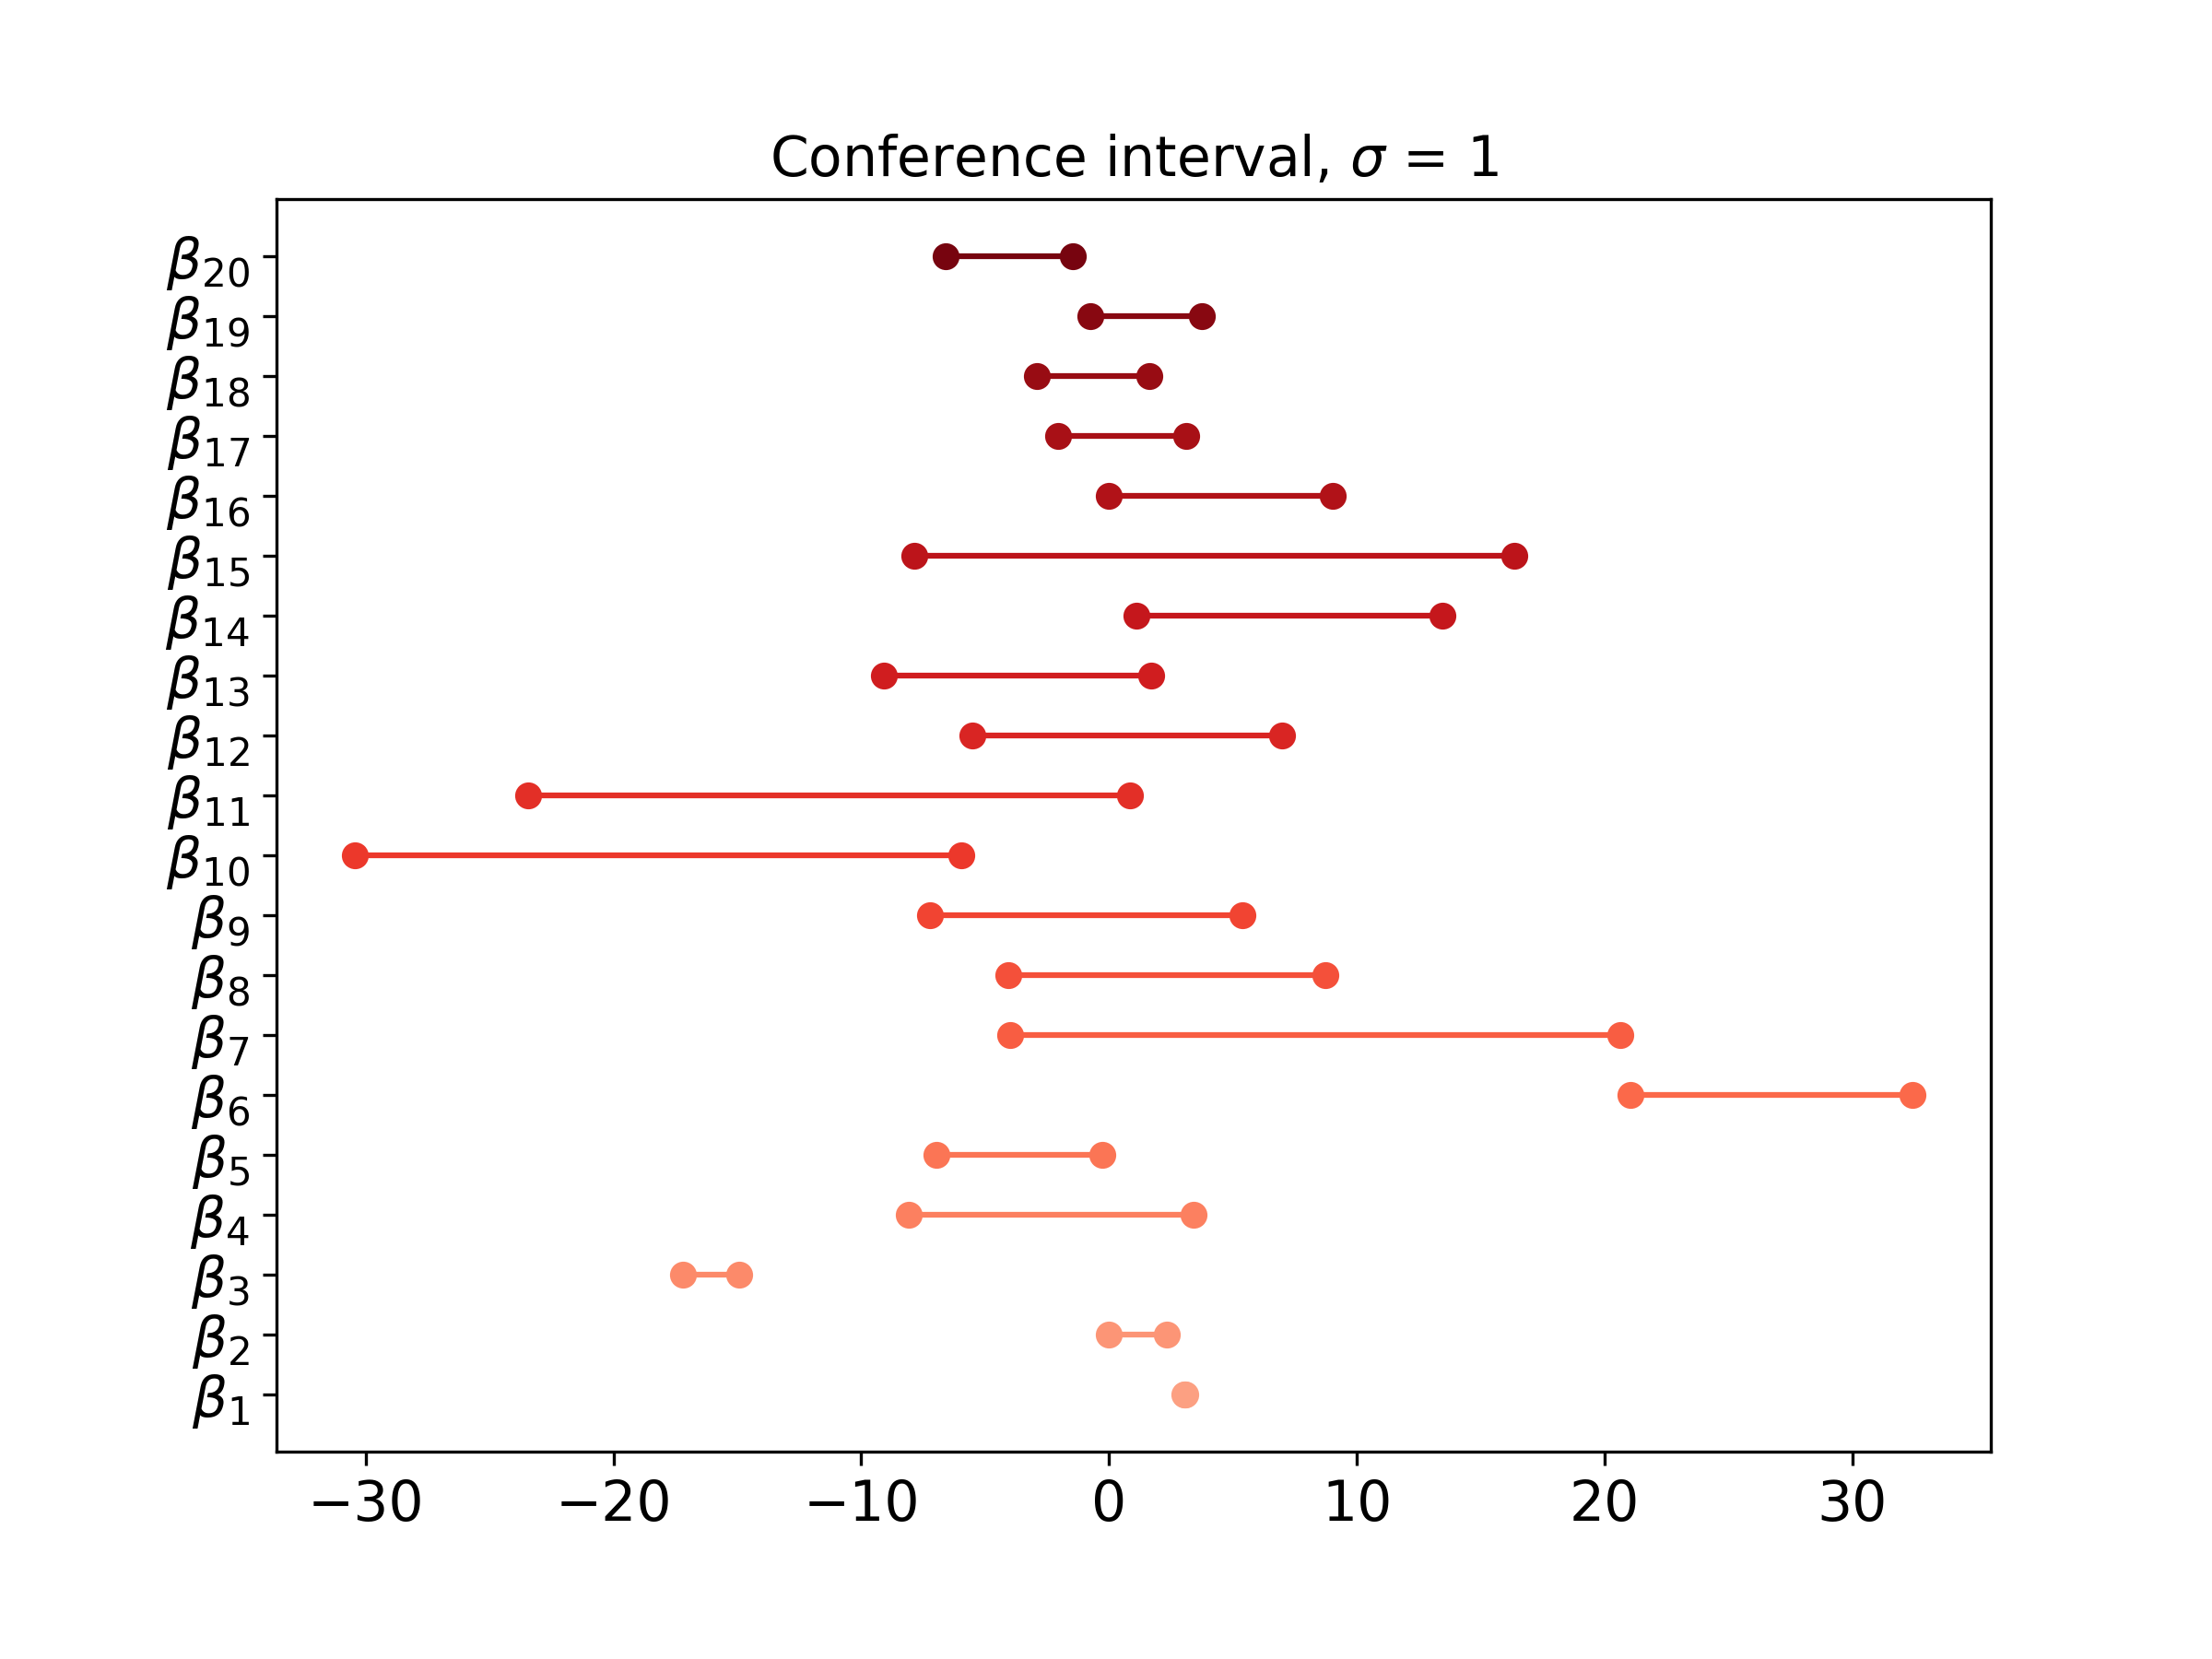 Conference interval, σ = 1
β₂₀
β₁₉
β₁₈
β₁₇
β₁₆
β₁₅
β₁₄
β₁₃
β₁₂
β₁₁
β₁₀
β₉
β₈
β₇
β₆
β₅
β₄
β₃
β₂
β₁
−30 −20 −10 0 10 20 30